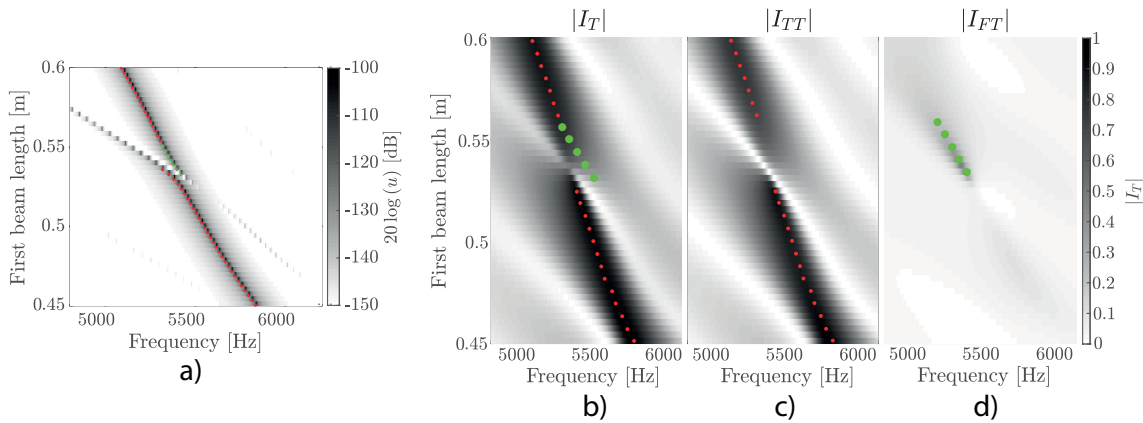 |I_T|
|I_TT|
|I_FT|
0.6
0.55
0.5
0.45
First beam length [m]
5000 5500 6000
Frequency [Hz]
a)
-100
-110
-120
-130
-140
-150
20 log (u) [dB]
0.6
0.55
0.5
0.45
First beam length [m]
5000 5500 6000
Frequency [Hz]
b)
First beam length [m]
5000 5500 6000
Frequency [Hz]
c)
5000 5500 6000
Frequency [Hz]
d)
1
0.9
0.8
0.7
0.6
0.5
0.4
0.3
0.2
0.1
0
|I_T|